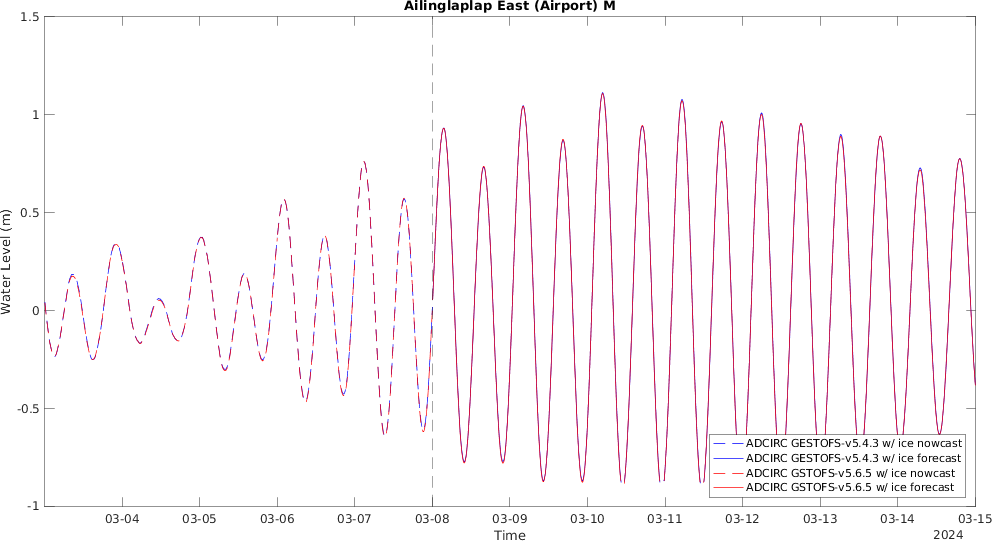 Ailinglaplap East (Airport) M
1.5
1
0.5
0
-0.5
-1
Water Level (m)
03-04
03-05
03-06
03-07
03-08
03-09
03-10
03-11
03-12
03-13
03-14
03-15
Time
2024
ADCIRC GESTOFS-v5.4.3 w/ ice nowcast
ADCIRC GESTOFS-v5.4.3 w/ ice forecast
ADCIRC GSTOFS-v5.6.5 w/ ice nowcast
ADCIRC GSTOFS-v5.6.5 w/ ice forecast